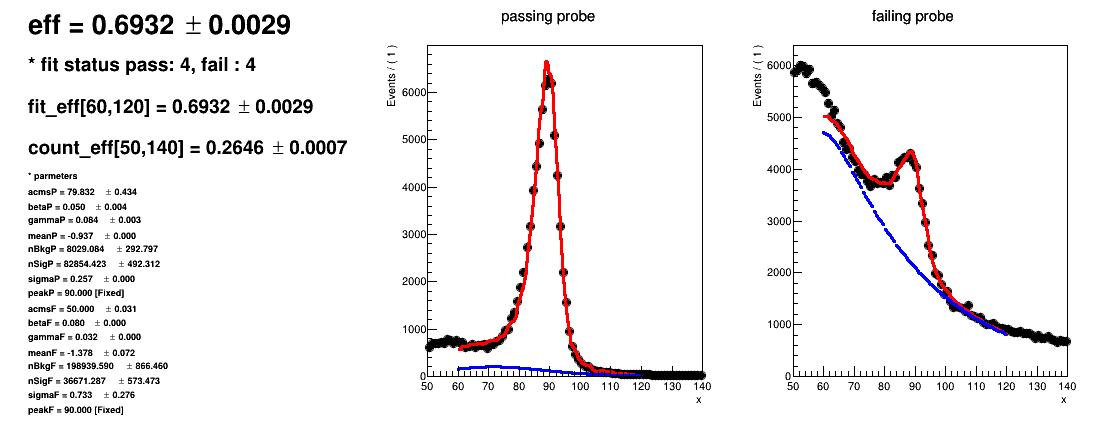 eff = 0.6932 ± 0.0029
* fit status pass: 4, fail : 4
fit_eff[60,120] = 0.6932 ± 0.0029
count_eff[50,140] = 0.2646 ± 0.0007
* parmeters
acmsP = 79.832 ± 0.434
betaP = 0.050 ± 0.004
gammaP = 0.084 ± 0.003
meanP = -0.937 ± 0.000
nBkgP = 8029.084 ± 292.797
nSigP = 82854.423 ± 492.312
sigmaP = 0.257 ± 0.000
peakP = 90.000 [Fixed]
acmsF = 50.000 ± 0.031
betaF = 0.080 ± 0.000
gammaF = 0.032 ± 0.000
meanF = -1.378 ± 0.072
nBkgF = 198939.590 ± 866.460
nSigF = 36671.287 ± 573.473
sigmaF = 0.733 ± 0.276
peakF = 90.000 [Fixed]
passing probe
Events / ( 1 )
6000
5000
4000
3000
2000
1000
0
50 60 70 80 90 100 110 120 130 140
x
failing probe
Events / ( 1 )
6000
5000
4000
3000
2000
1000
0
50 60 70 80 90 100 110 120 130 140
x